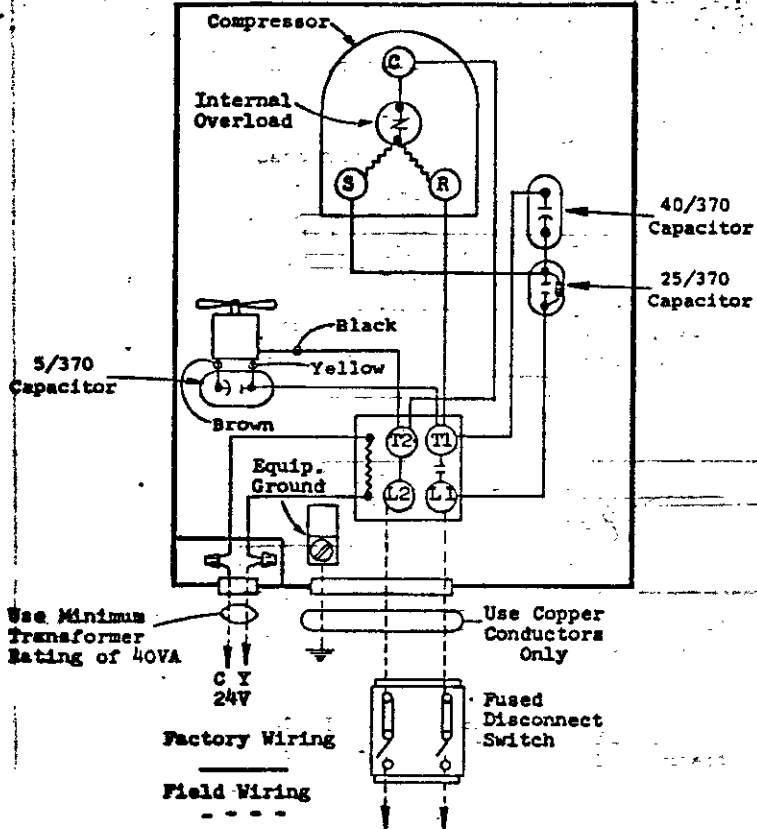 Compressor
C
Internal
Overload
S
R
40/370
Capacitor
25/370
Capacitor
Black
5/370
Capacitor
Yellow
Brown
T2
T1
Equip.
Ground
L2
L1
Use Minimum
Transformer
Rating of 40VA
Use Copper
Conductors
Only
C Y
24V
Fused
Disconnect
Switch
Factory Wiring
Field Wiring